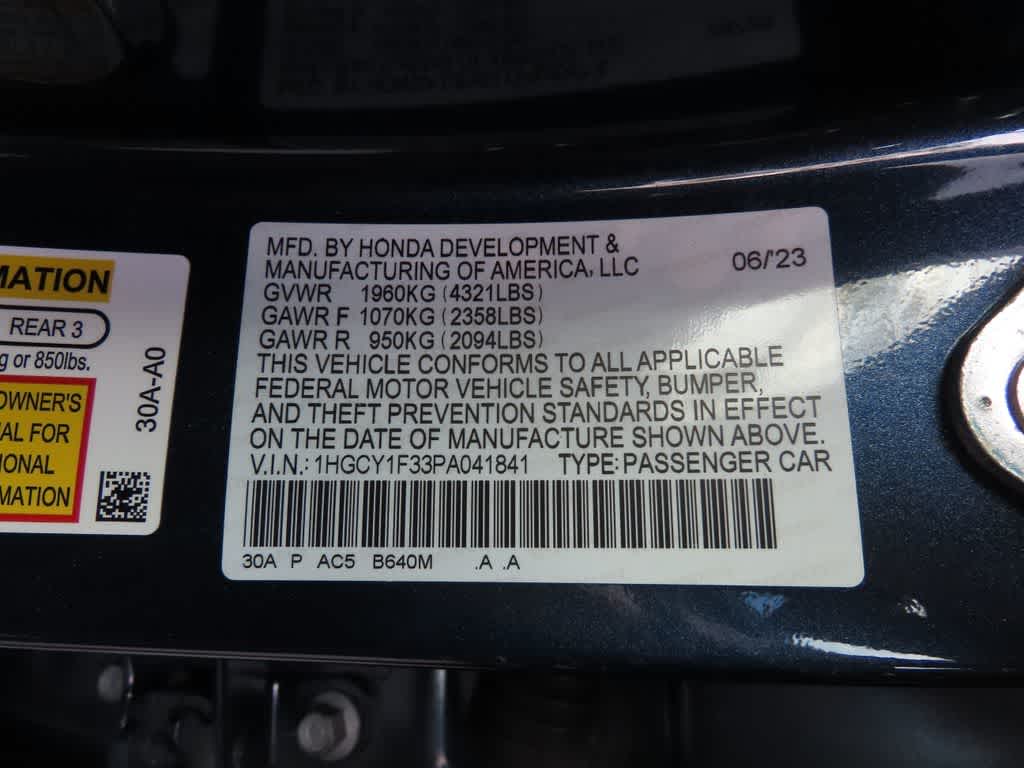 MATION
REAR 3
g or 850lbs.
OWNER'S
AL FOR
IONAL
MATION
30A-A0
MFD. BY HONDA DEVELOPMENT &
MANUFACTURING OF AMERICA, LLC 06/'23
GVWR 1960KG (4321LBS)
GAWR F 1070KG (2358LBS)
GAWR R 950KG (2094LBS)
THIS VEHICLE CONFORMS TO ALL APPLICABLE
FEDERAL MOTOR VEHICLE SAFETY, BUMPER,
AND THEFT PREVENTION STANDARDS IN EFFECT
ON THE DATE OF MANUFACTURE SHOWN ABOVE.
V.I.N.: 1HGCY1F33PA041841 TYPE: PASSENGER CAR
30A P AC5 B640M .A .A